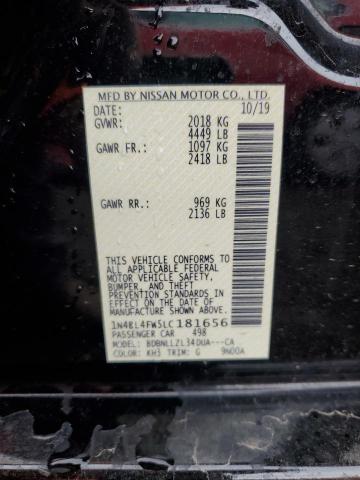 MFD BY NISSAN MOTOR CO., LTD.
DATE: 10/19
GVWR: 2018 KG
4449 LB
GAWR FR.: 1097 KG
2418 LB
GAWR RR.: 969 KG
2136 LB
THIS VEHICLE CONFORMS TO
ALL APPLICABLE FEDERAL
MOTOR VEHICLE SAFETY,
BUMPER, AND THEFT
PREVENTION STANDARDS
IN EFFECT ON THE DATE OF
MANUFACTURE SHOWN ABOVE.
1N4BL4FW5LC181656
PASSENGER CAR 498
MODEL: BDBNLLZL34DUA---CA
COLOR: KH3 TRIM: G 9N00A